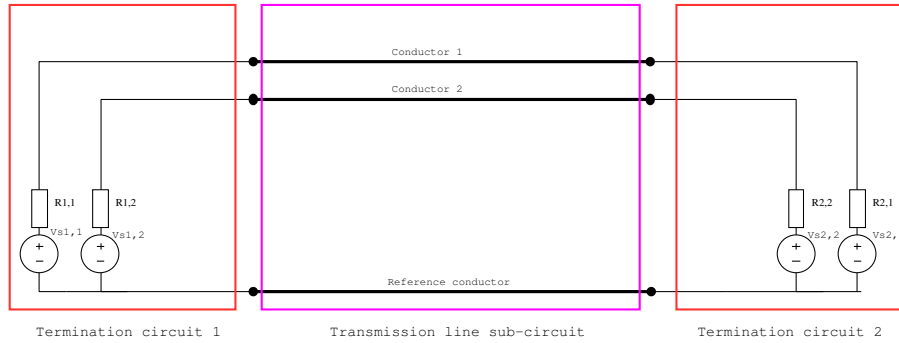 Conductor 1
Conductor 2
R1,1
R1,2
R2,2
R2,1
Vs1,1
Vs1,2
Vs2,2
Vs2,
+
+
+
+
−
−
−
−
Reference conductor
Termination circuit 1
Transmission line sub-circuit
Termination circuit 2